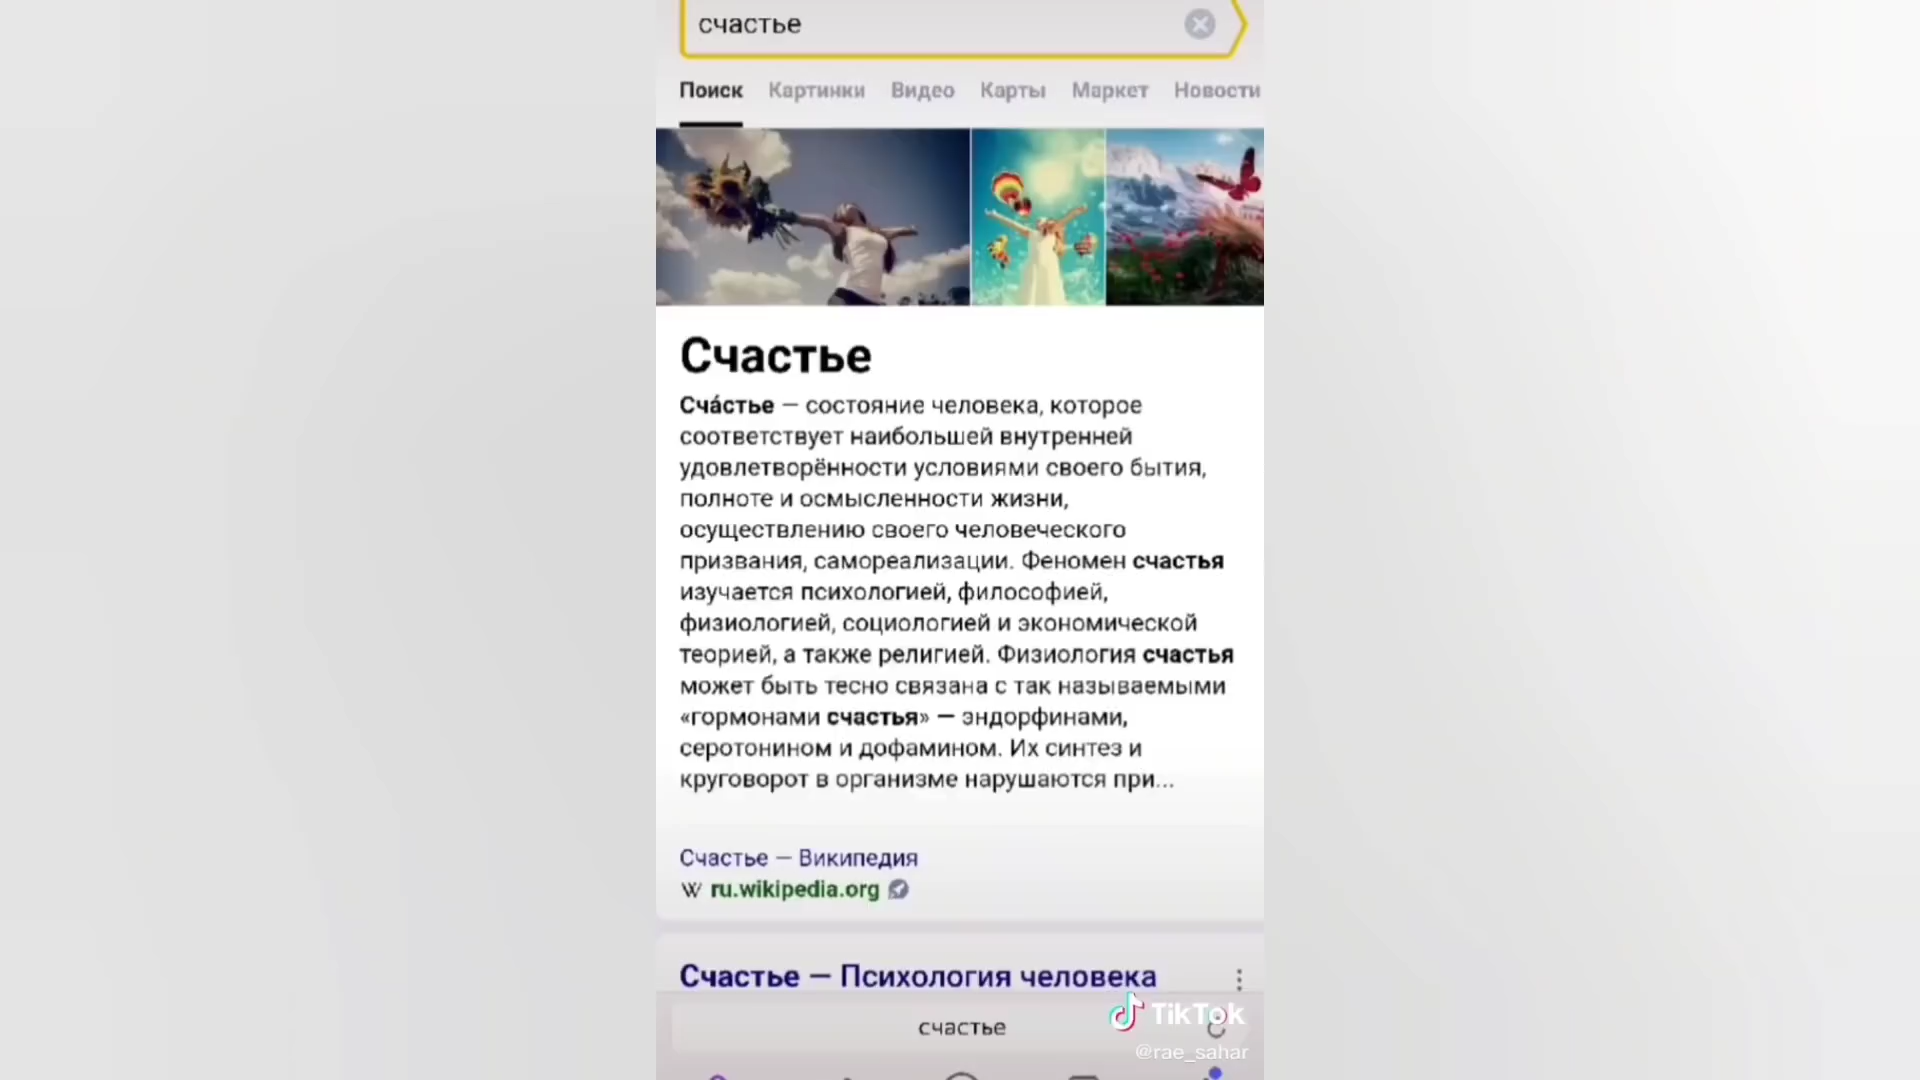 счастье
Поиск Картинки Видео Карты Маркет Новости
Счастье
Сча́стье — состояние человека, которое
соответствует наибольшей внутренней
удовлетворённости условиями своего бытия,
полноте и осмысленности жизни,
осуществлению своего человеческого
призвания, самореализации. Феномен счастья
изучается психологией, философией,
физиологией, социологией и экономической
теорией, а также религией. Физиология счастья
может быть тесно связана с так называемыми
«гормонами счастья» — эндорфинами,
серотонином и дофамином. Их синтез и
круговорот в организме нарушаются при...
Счастье — Википедия
W ru.wikipedia.org
Счастье — Психология человека
счастье
TikTok
@rae_sahar